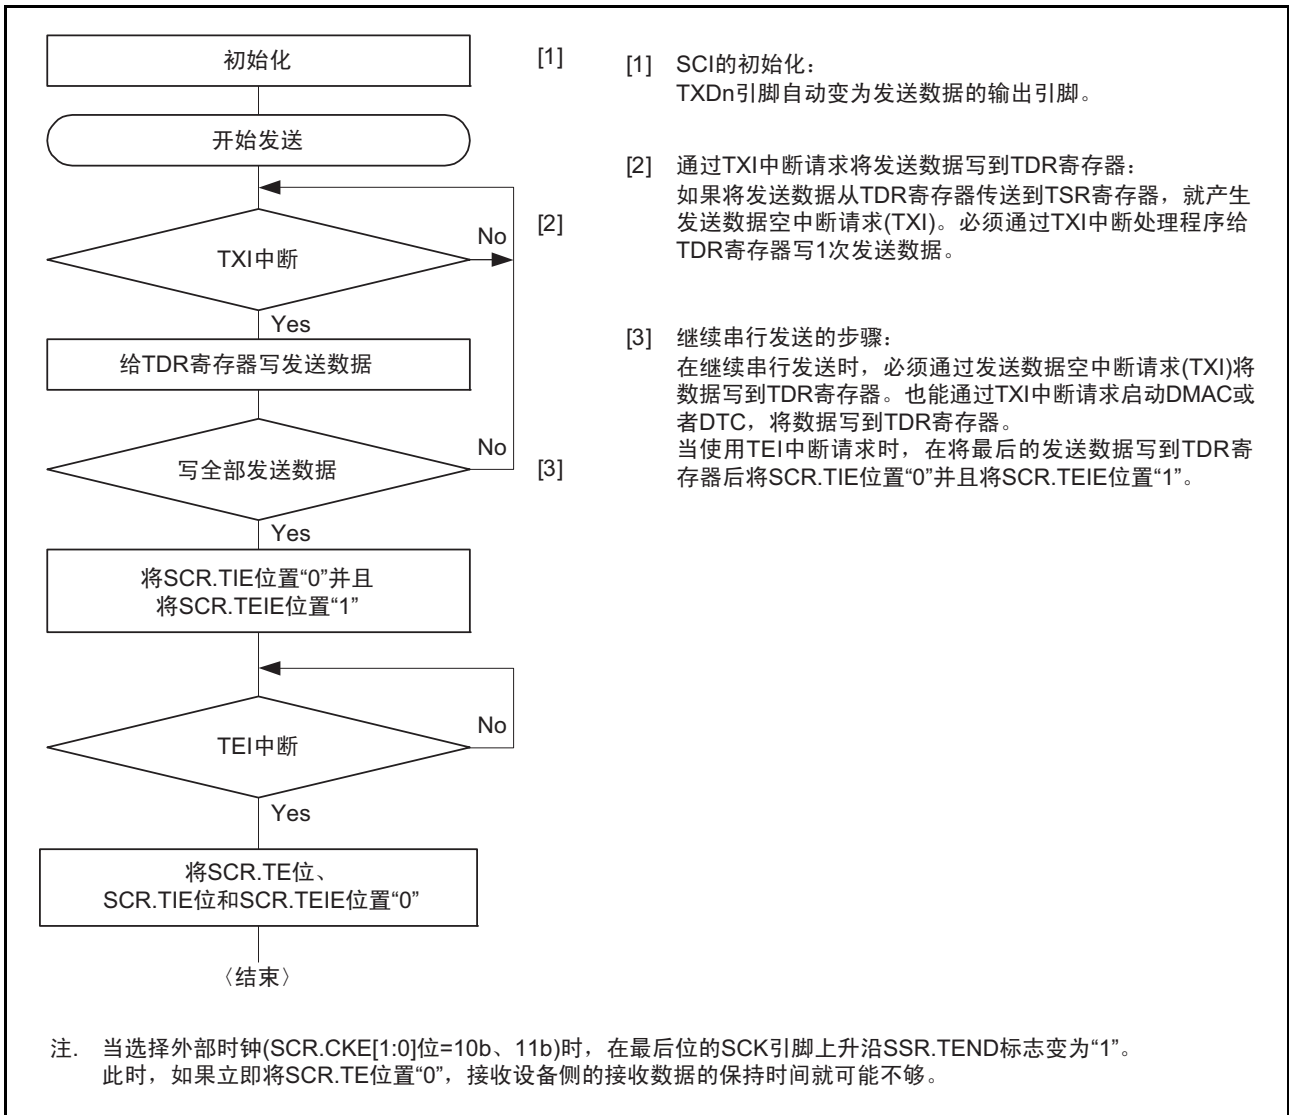 初始化
[1]
开始发送
TXI中断
No
[2]
Yes
给TDR寄存器写发送数据
写全部发送数据
No
[3]
Yes
将SCR.TIE位置“0”并且
将SCR.TEIE位置“1”
TEI中断
No
Yes
将SCR.TE位、
SCR.TIE位和SCR.TEIE位置“0”
〈结束〉
[1] SCI的初始化：
TXDn引脚自动变为发送数据的输出引脚。
[2] 通过TXI中断请求将发送数据写到TDR寄存器：
如果将发送数据从TDR寄存器传送到TSR寄存器，就产生
发送数据空中断请求(TXI)。必须通过TXI中断处理程序给
TDR寄存器写1次发送数据。
[3] 继续串行发送的步骤：
在继续串行发送时，必须通过发送数据空中断请求(TXI)将
数据写到TDR寄存器。也能通过TXI中断请求启动DMAC或
者DTC，将数据写到TDR寄存器。
当使用TEI中断请求时，在将最后的发送数据写到TDR寄
存器后将SCR.TIE位置“0”并且将SCR.TEIE位置“1”。
注. 当选择外部时钟(SCR.CKE[1:0]位=10b、11b)时，在最后位的SCK引脚上升沿SSR.TEND标志变为“1”。
此时，如果立即将SCR.TE位置“0”，接收设备侧的接收数据的保持时间就可能不够。